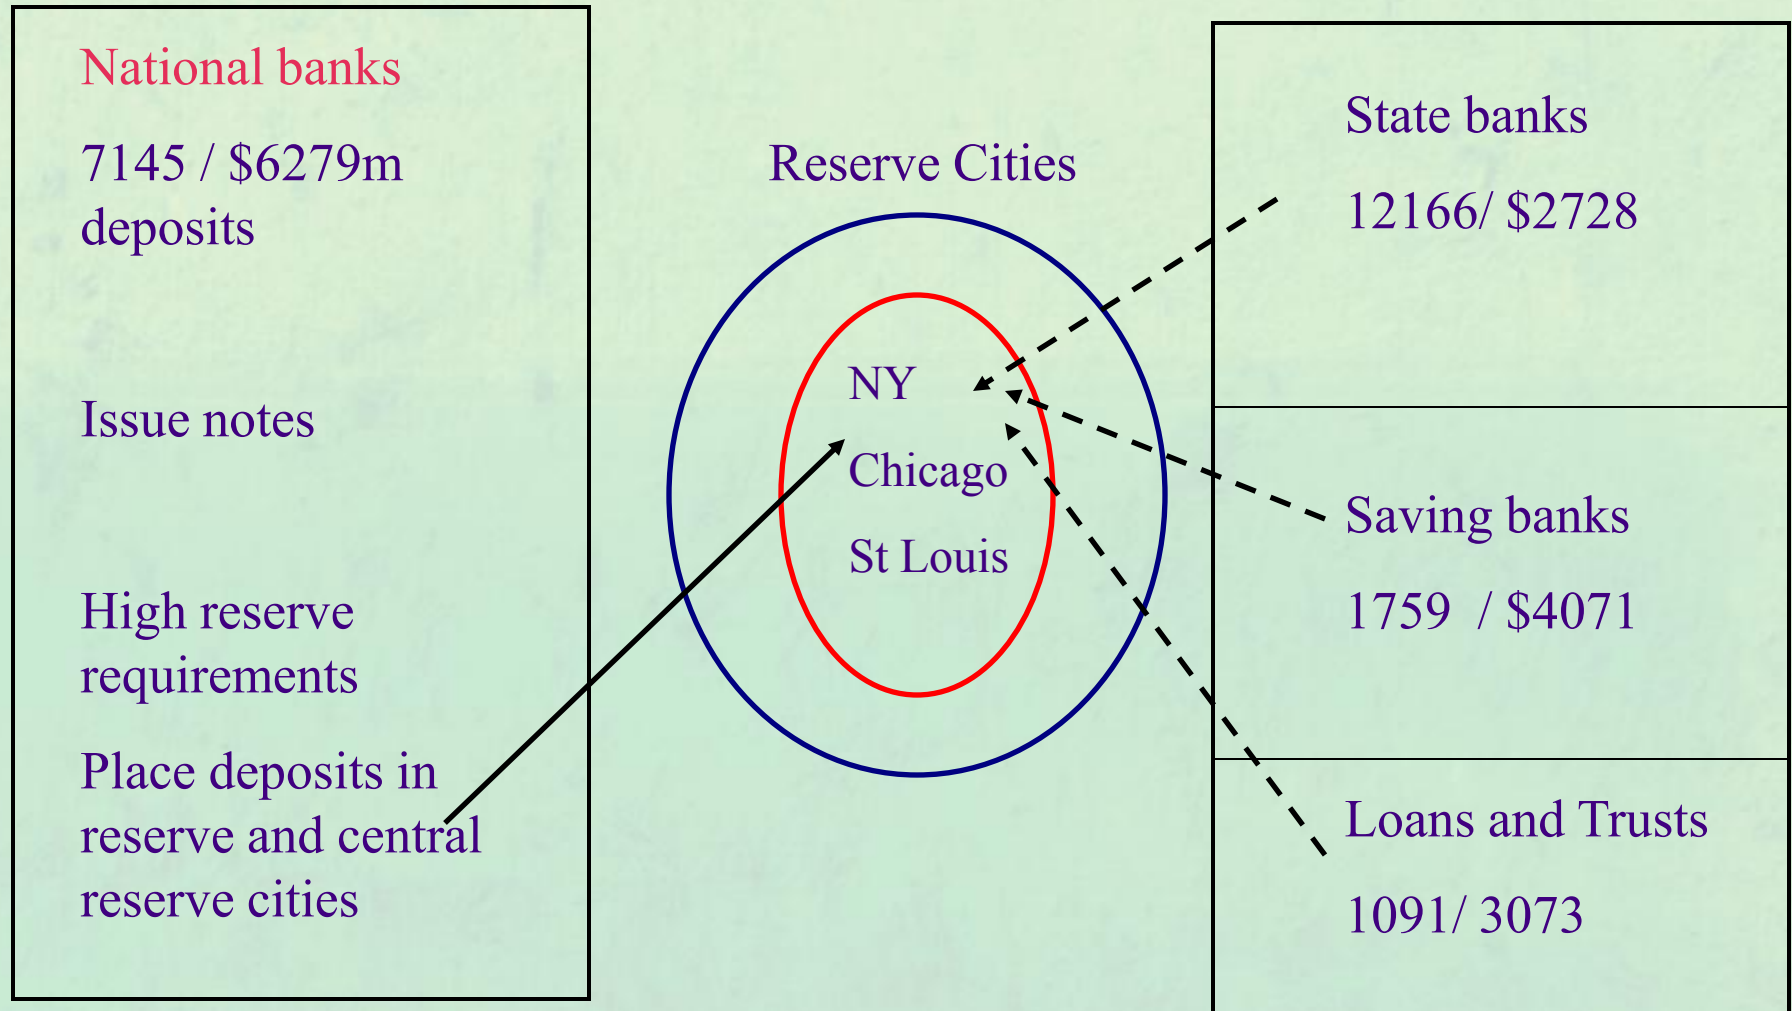 National banks
7145 / $6279m
deposits
Issue notes
High reserve
requirements
Place deposits in
reserve and central
reserve cities
Reserve Cities
NY
Chicago
St Louis
State banks
12166/ $2728
Saving banks
1759 / $4071
Loans and Trusts
1091/ 3073